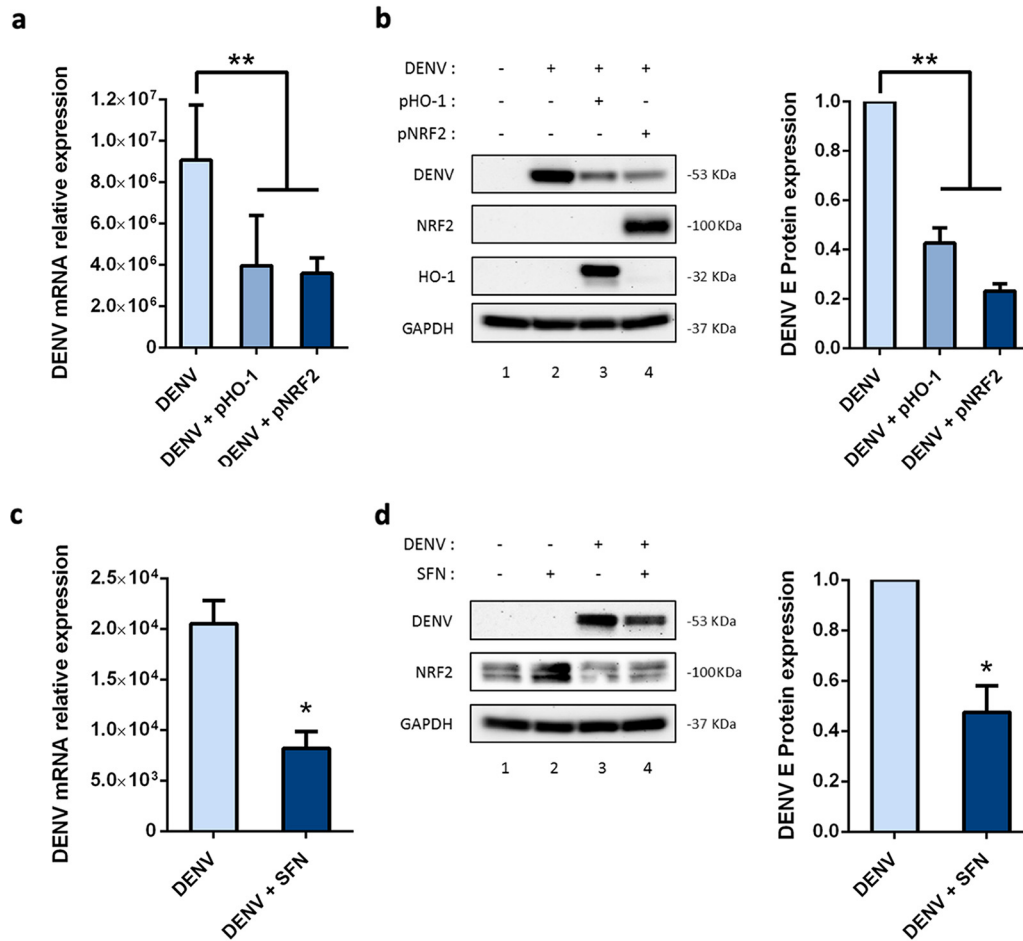 a
**
DENV mRNA relative expression
1.2×10⁷
1.0×10⁷
8.0×10⁶
6.0×10⁶
4.0×10⁶
2.0×10⁶
0
DENV
DENV + pHO-1
DENV + pNRF2
b
DENV : - + + +
pHO-1 : - - + -
pNRF2 : - - - +
DENV -53 KDa
NRF2 -100KDa
HO-1 -32 KDa
GAPDH -37 KDa
1 2 3 4
**
DENV E Protein expression
1.0
0.8
0.6
0.4
0.2
0.0
DENV
DENV + pHO-1
DENV + pNRF2
c
DENV mRNA relative expression
2.5×10⁴
2.0×10⁴
1.5×10⁴
1.0×10⁴
5.0×10³
0
*
DENV
DENV + SFN
d
DENV : - - + +
SFN : - + - +
DENV -53 KDa
NRF2 -100KDa
GAPDH -37 KDa
1 2 3 4
DENV E Protein expression
1.0
0.8
0.6
0.4
0.2
0.0
*
DENV
DENV + SFN